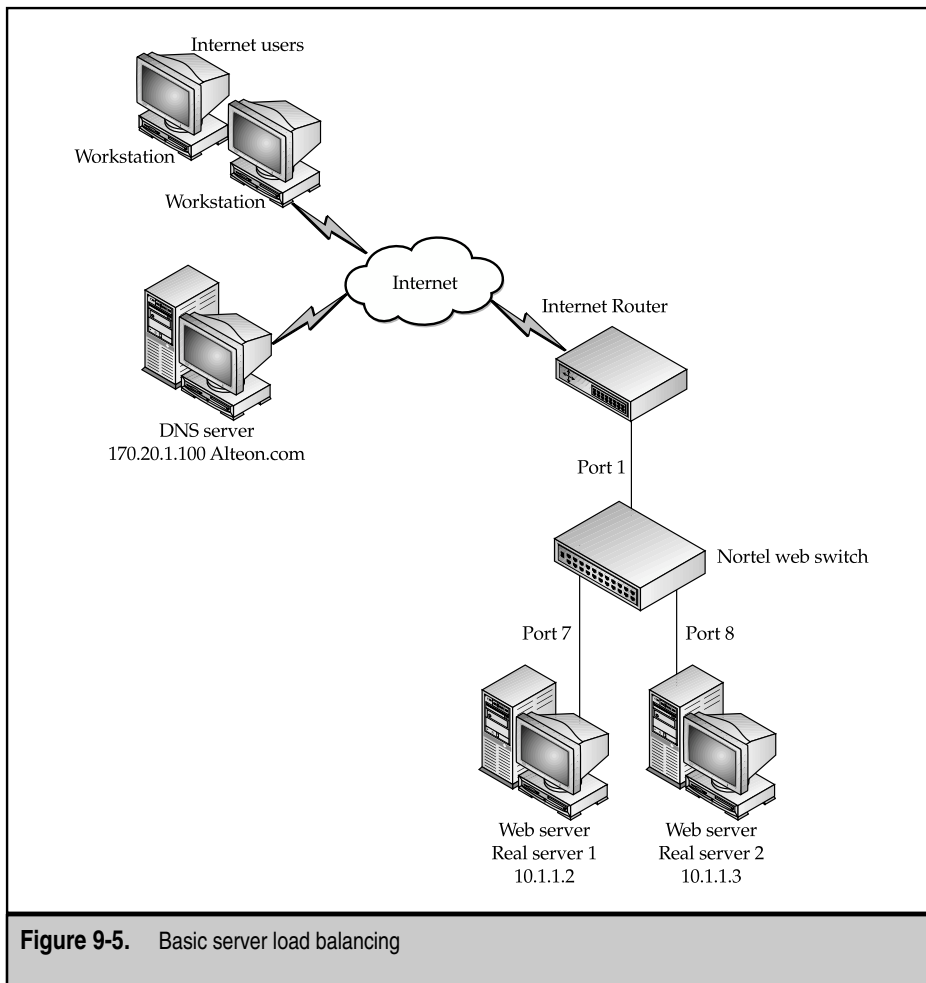 Internet users
Workstation
Workstation
Internet
Internet Router
DNS server
170.20.1.100 Alteon.com
Port 1
Nortel web switch
Port 7
Port 8
Web server
Real server 1
10.1.1.2
Web server
Real server 2
10.1.1.3
Figure 9-5. Basic server load balancing